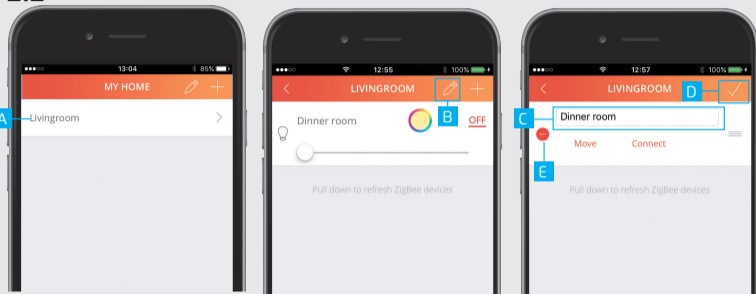 13:04
85%
MY HOME
A
Livingroom
12:55
100%
LIVINGROOM
B
Dinner room
OFF
Pull down to refresh ZigBee devices
12:57
100%
LIVINGROOM
D
C
Dinner room
E
Move
Connect
Pull down to refresh ZigBee devices